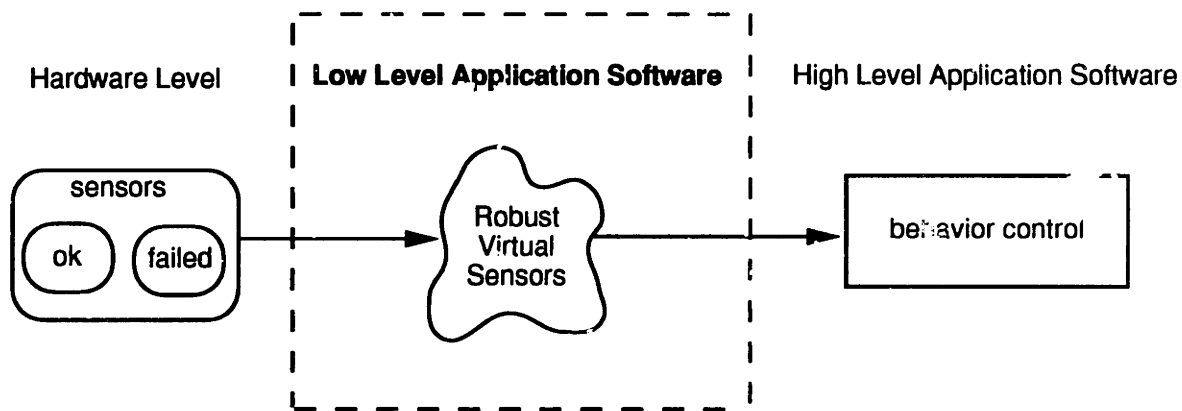 Hardware Level
Low Level Application Software
High Level Application Software
sensors
ok
failed
Robust
Virtual
Sensors
behavior control